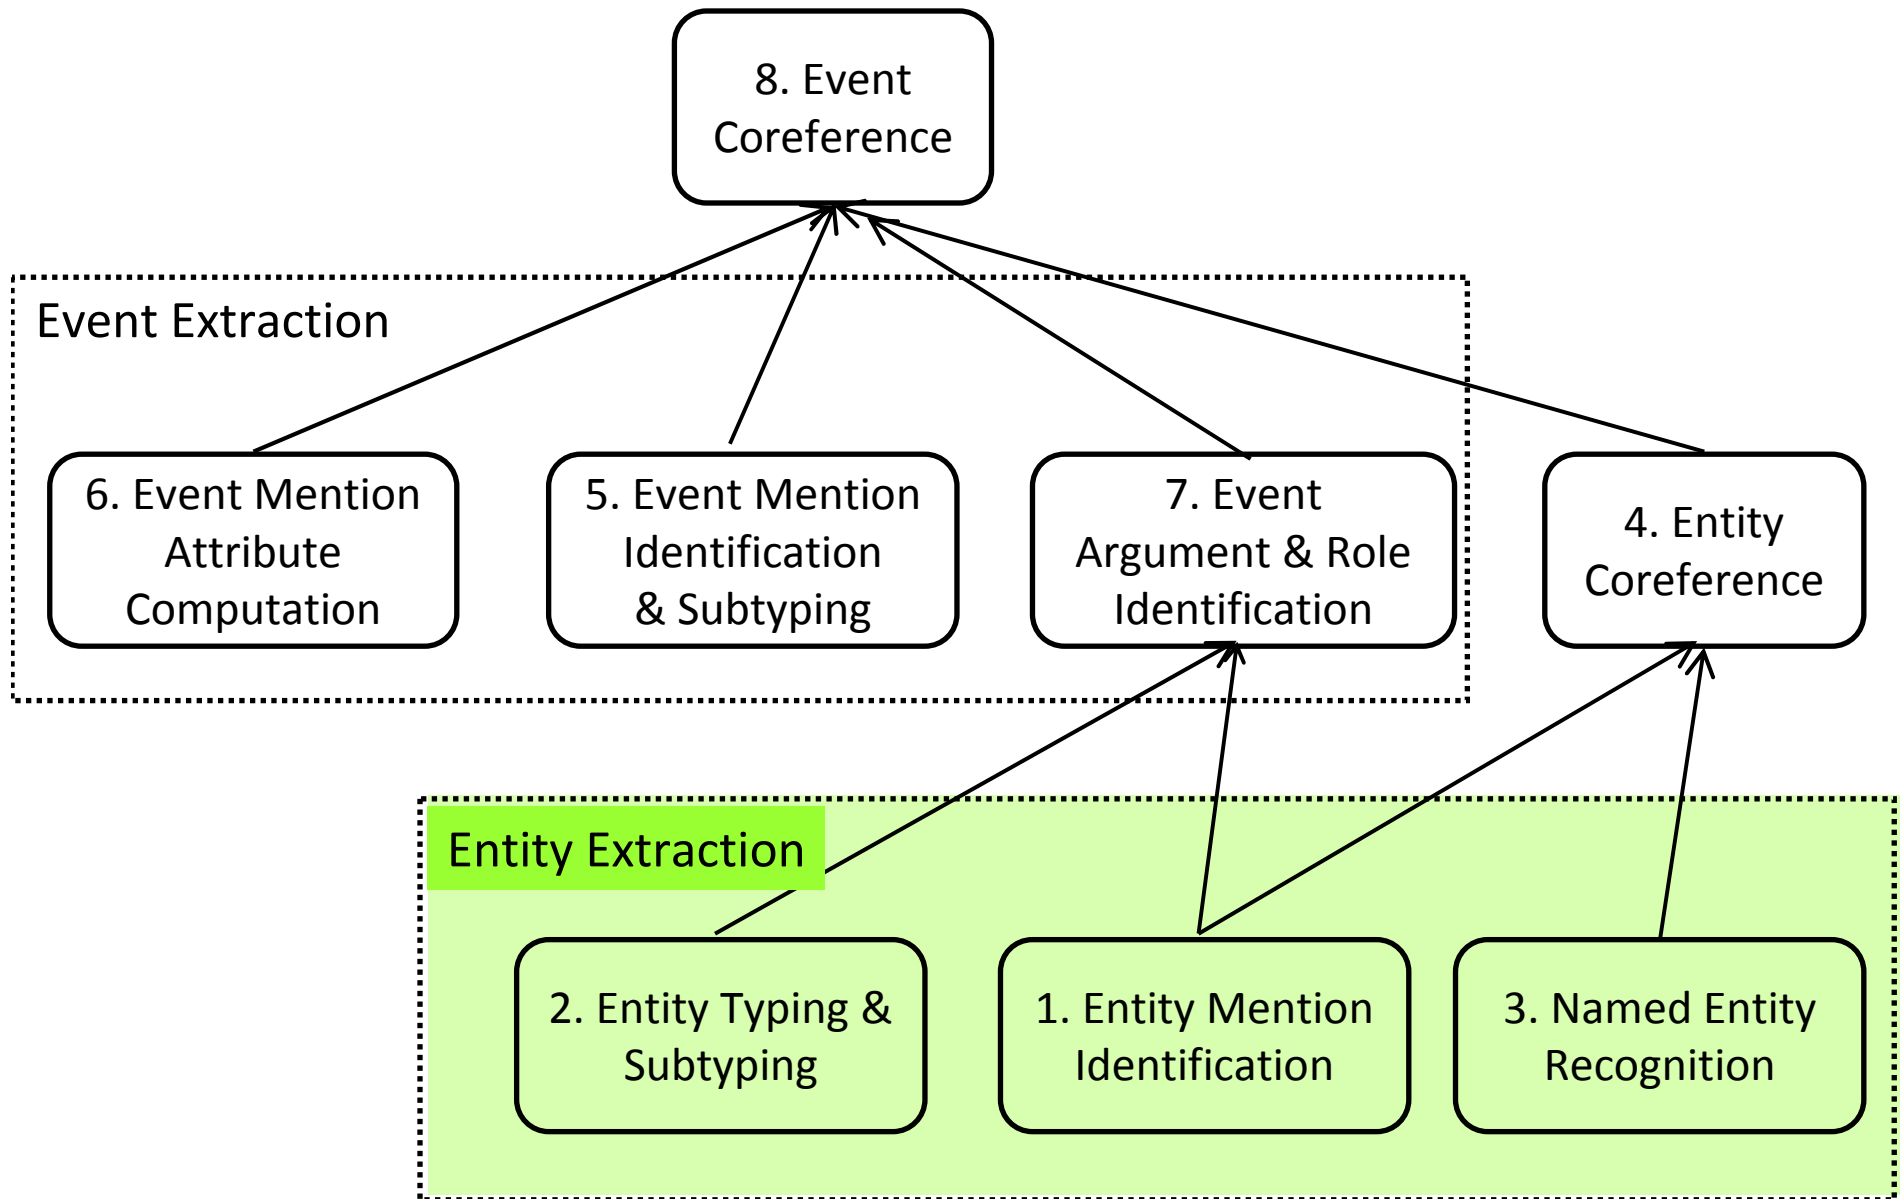 8. Event
Coreference
Event Extraction
6. Event Mention
Attribute
Computation
5. Event Mention
Identification
& Subtyping
7. Event
Argument & Role
Identification
4. Entity
Coreference
Entity Extraction
2. Entity Typing &
Subtyping
1. Entity Mention
Identification
3. Named Entity
Recognition